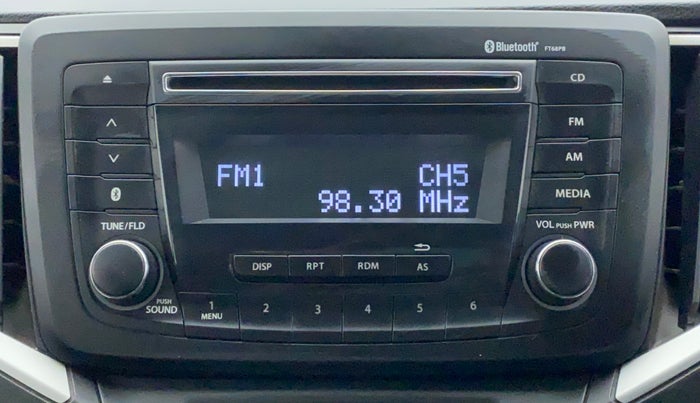 Bluetooth® FT68PB
CD
FM
AM
MEDIA
FM1 CH5
98.30 MHz
TUNE/FLD
VOL PUSH PWR
DISP RPT RDM AS
PUSH SOUND
1 MENU 2 3 4 5 6